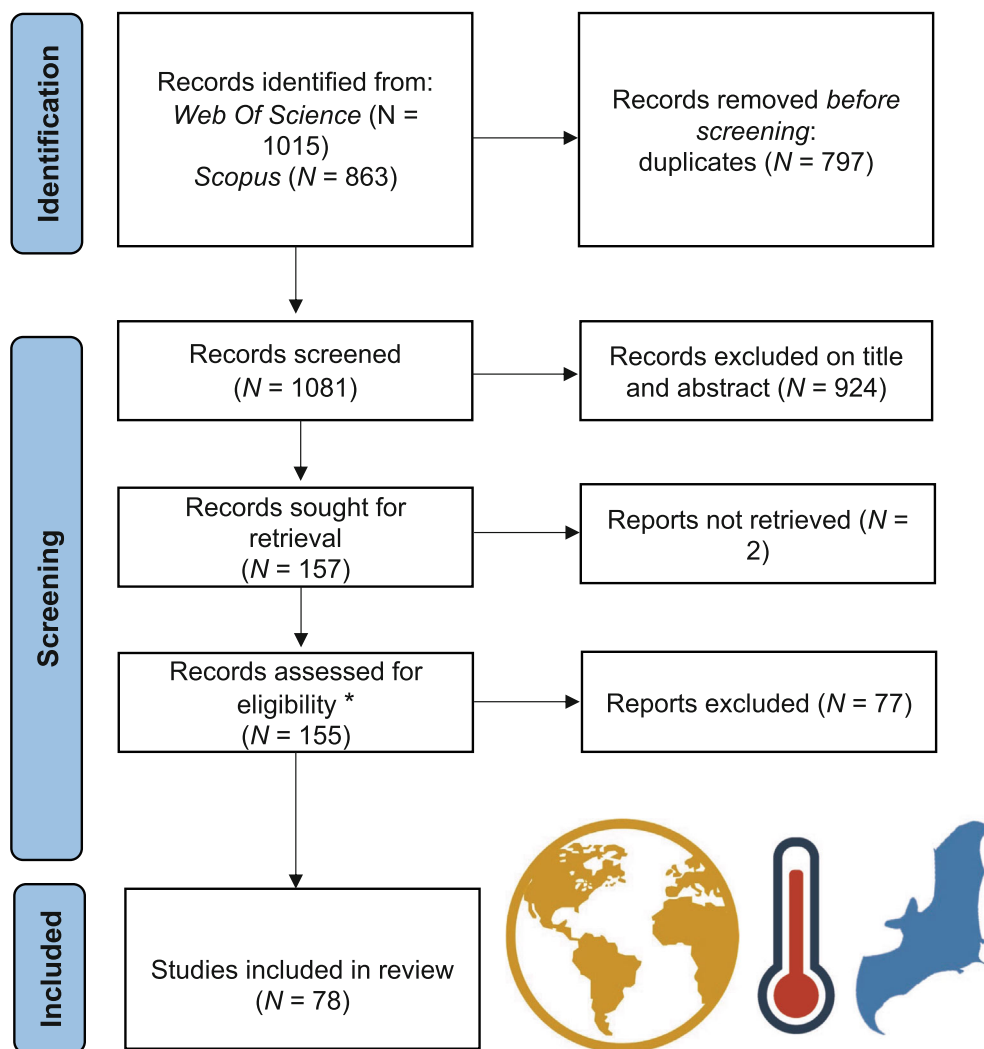 Identification
Records identified from:
Web Of Science (N =
1015)
Scopus (N = 863)
Records removed before
screening:
duplicates (N = 797)
Screening
Records screened
(N = 1081)
Records excluded on title
and abstract (N = 924)
Records sought for
retrieval
(N = 157)
Reports not retrieved (N =
2)
Records assessed for
eligibility *
(N = 155)
Reports excluded (N = 77)
Included
Studies included in review
(N = 78)